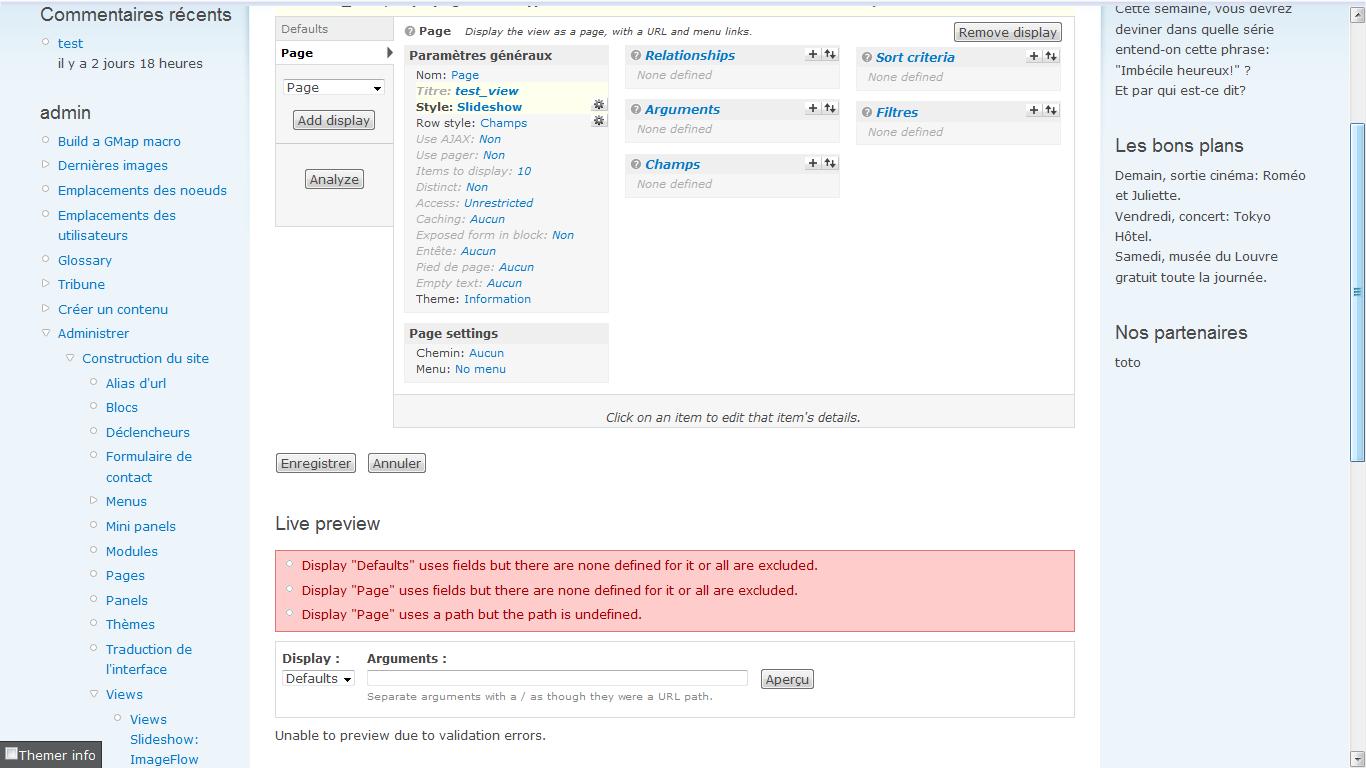 Commentaires récents
test
il y a 2 jours 18 heures
admin
Build a GMap macro
Dernières images
Emplacements des noeuds
Emplacements des
utilisateurs
Glossary
Tribune
Créer un contenu
Administrer
Construction du site
Alias d'url
Blocs
Déclencheurs
Formulaire de
contact
Menus
Mini panels
Modules
Pages
Panels
Thèmes
Traduction de
l'interface
Views
Views
Slideshow:
ImageFlow
Themer info
Defaults
Page
Page
Add display
Analyze
Page Display the view as a page, with a URL and menu links.
Remove display
Paramètres généraux
Nom: Page
Titre: test_view
Style: Slideshow
Row style: Champs
Use AJAX: Non
Use pager: Non
Items to display: 10
Distinct: Non
Access: Unrestricted
Caching: Aucun
Exposed form in block: Non
Entête: Aucun
Pied de page: Aucun
Empty text: Aucun
Theme: Information
Page settings
Chemin: Aucun
Menu: No menu
Relationships
None defined
Arguments
None defined
Champs
None defined
Sort criteria
None defined
Filtres
None defined
Click on an item to edit that item's details.
Enregistrer Annuler
Live preview
Display "Defaults" uses fields but there are none defined for it or all are excluded.
Display "Page" uses fields but there are none defined for it or all are excluded.
Display "Page" uses a path but the path is undefined.
Display : Arguments :
Defaults Aperçu
Separate arguments with a / as though they were a URL path.
Unable to preview due to validation errors.
Cette semaine, vous devrez
deviner dans quelle série
entend-on cette phrase:
"Imbécile heureux!" ?
Et par qui est-ce dit?
Les bons plans
Demain, sortie cinéma: Roméo
et Juliette.
Vendredi, concert: Tokyo
Hôtel.
Samedi, musée du Louvre
gratuit toute la journée.
Nos partenaires
toto